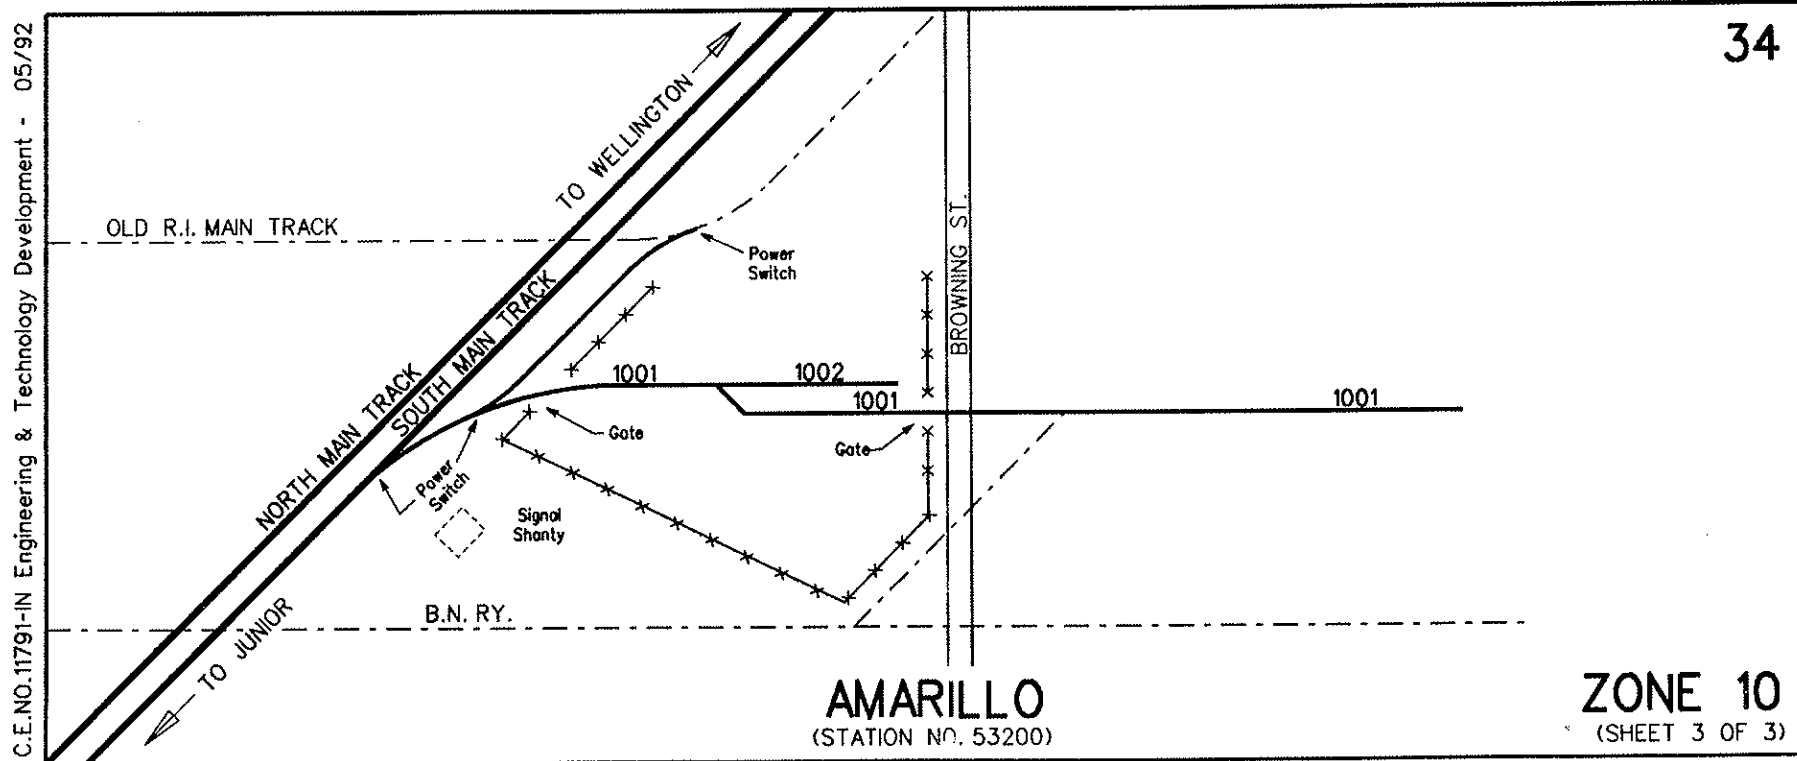 34
C.E.NO.11791-IN Engineering & Technology Development - 05/92
TO WELLINGTON
OLD R.I. MAIN TRACK
Power
Switch
BROWNING ST.
NORTH MAIN TRACK
SOUTH MAIN TRACK
1001
1002
1001
1001
Gate
Gate
Power
Switch
Signal
Shanty
B.N. RY.
TO JUNIOR
AMARILLO
(STATION NO. 53200)
ZONE 10
(SHEET 3 OF 3)